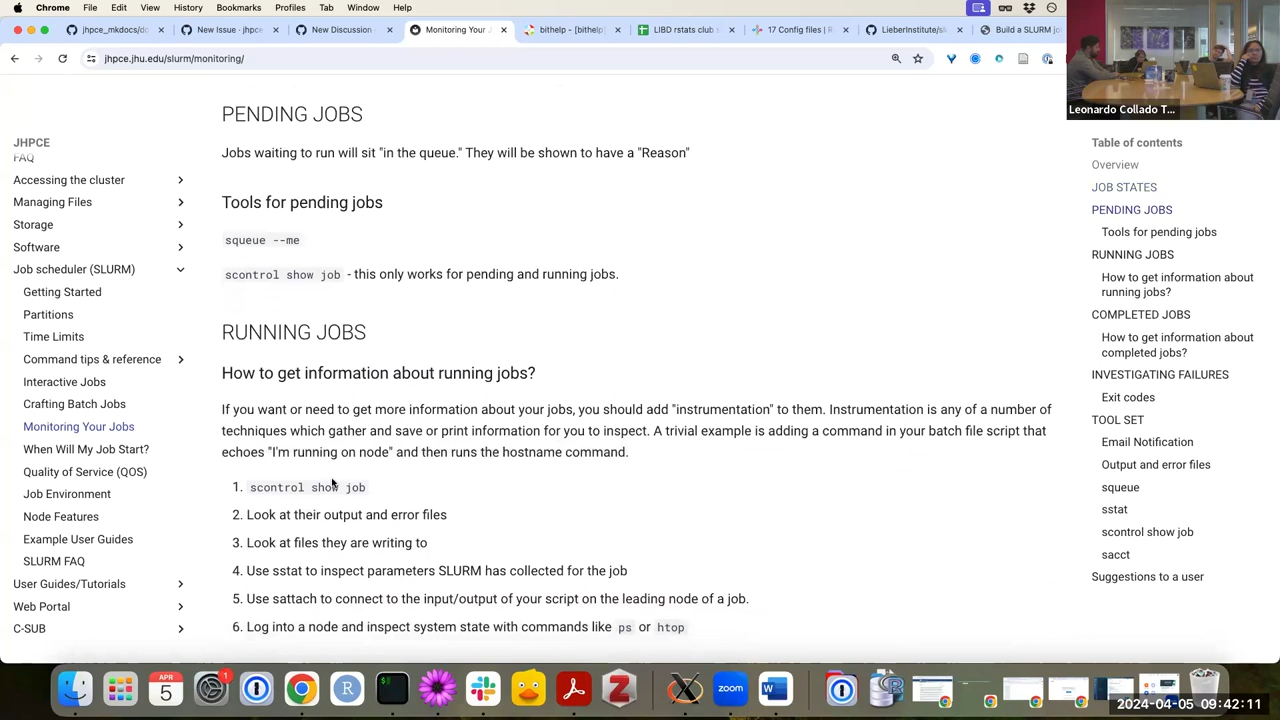 Chrome File Edit View History Bookmarks Profiles Tab Window Help
jhpce_mkdocs/do
New Issue · jhpce
New Discussion
Monitoring Your J
bithelp - [bithelp]
LIBD rstats club s
17 Config files | R
LieberInstitute/sl
Build a SLURM jo
jhpce.jhu.edu/slurm/monitoring/
Leonardo Collado T...
JHPCE
FAQ
Accessing the cluster
Managing Files
Storage
Software
Job scheduler (SLURM)
Getting Started
Partitions
Time Limits
Command tips & reference
Interactive Jobs
Crafting Batch Jobs
Monitoring Your Jobs
When Will My Job Start?
Quality of Service (QOS)
Job Environment
Node Features
Example User Guides
SLURM FAQ
User Guides/Tutorials
Web Portal
C-SUB
PENDING JOBS
Jobs waiting to run will sit "in the queue." They will be shown to have a "Reason"
Tools for pending jobs
squeue --me
scontrol show job - this only works for pending and running jobs.
RUNNING JOBS
How to get information about running jobs?
If you want or need to get more information about your jobs, you should add "instrumentation" to them. Instrumentation is any of a number of
techniques which gather and save or print information for you to inspect. A trivial example is adding a command in your batch file script that
echoes "I'm running on node" and then runs the hostname command.
1. scontrol show job
2. Look at their output and error files
3. Look at files they are writing to
4. Use sstat to inspect parameters SLURM has collected for the job
5. Use sattach to connect to the input/output of your script on the leading node of a job.
6. Log into a node and inspect system state with commands like ps or htop
Table of contents
Overview
JOB STATES
PENDING JOBS
Tools for pending jobs
RUNNING JOBS
How to get information about
running jobs?
COMPLETED JOBS
How to get information about
completed jobs?
INVESTIGATING FAILURES
Exit codes
TOOL SET
Email Notification
Output and error files
squeue
sstat
scontrol show job
sacct
Suggestions to a user
APR
5
1
R
zoom
W
2024-04-05 09:42:11